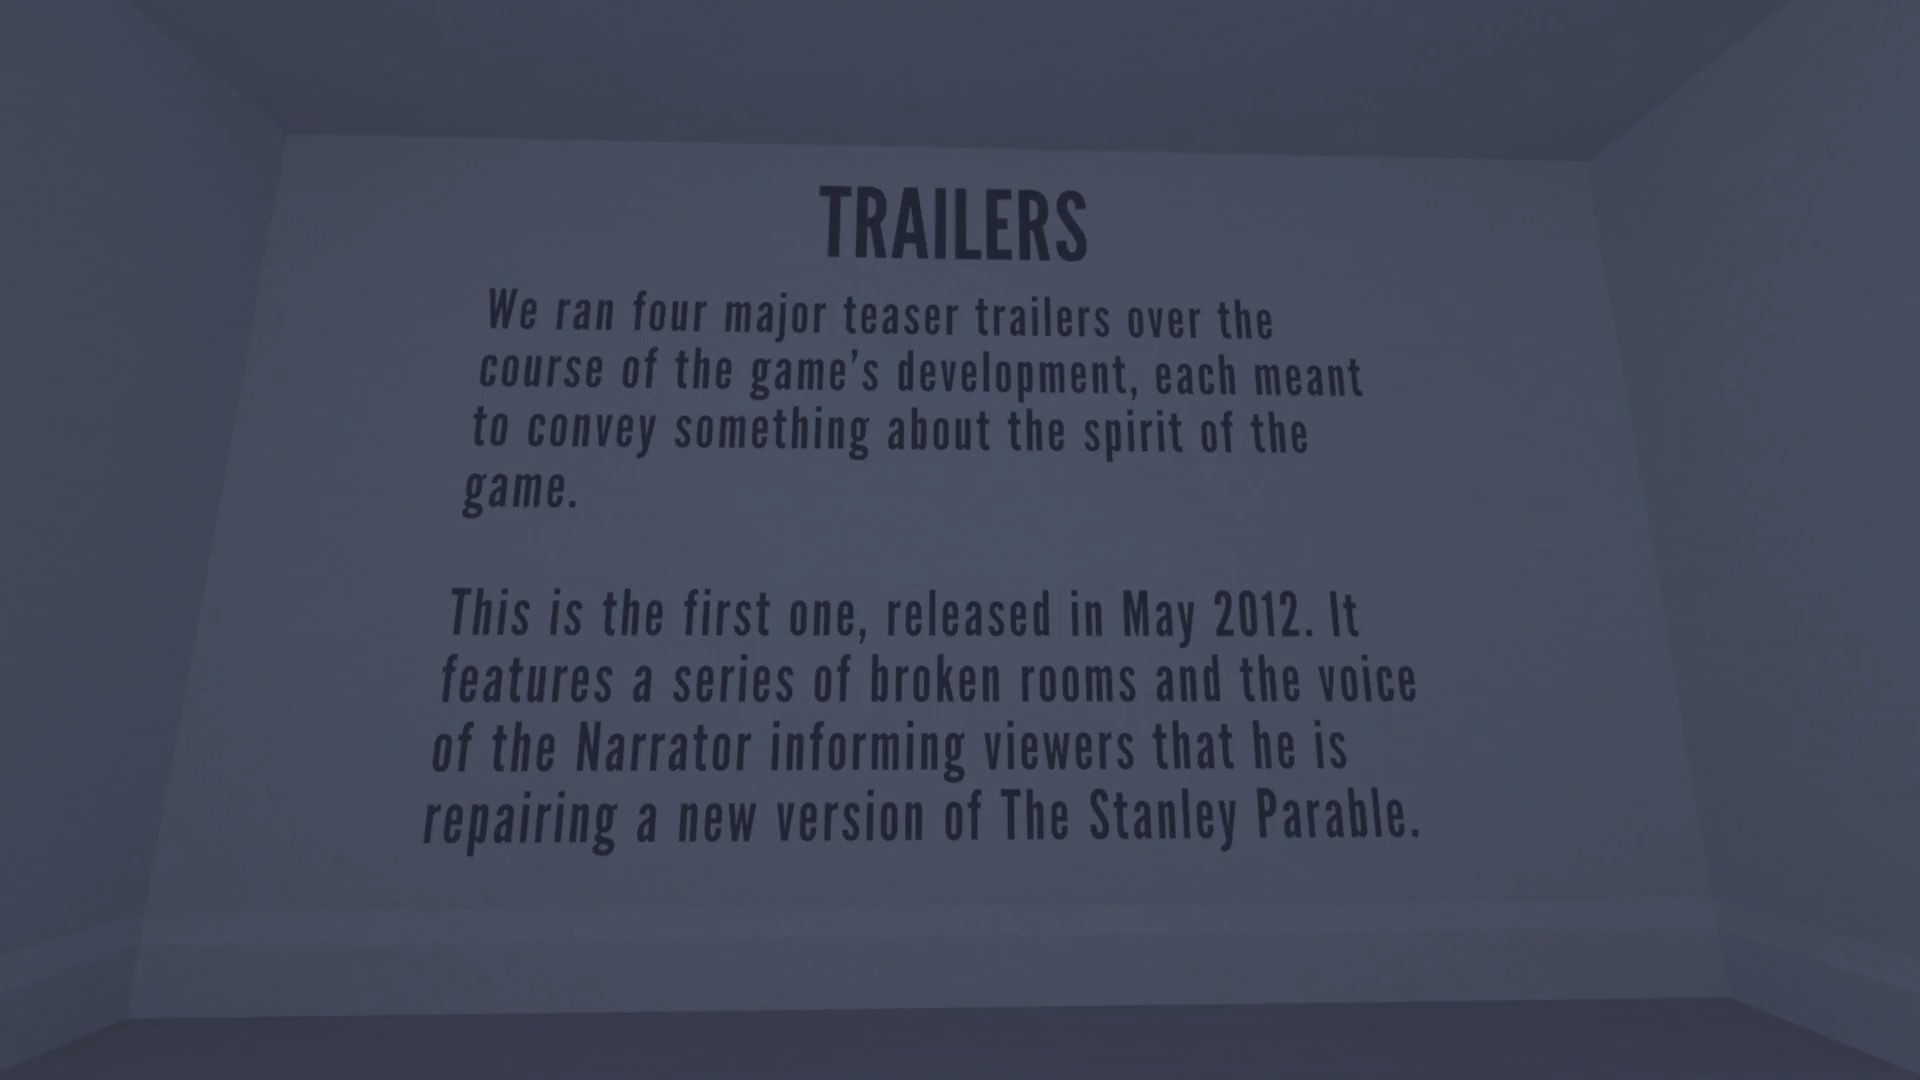 TRAILERS
We ran four major teaser trailers over the
course of the game's development, each meant
to convey something about the spirit of the
game.
This is the first one, released in May 2012. It
features a series of broken rooms and the voice
of the Narrator informing viewers that he is
repairing a new version of The Stanley Parable.